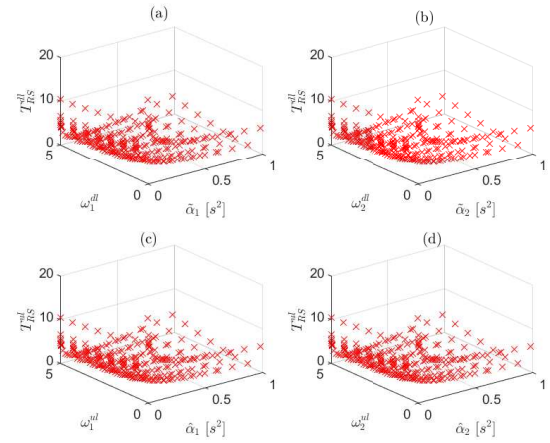 (a)
20
10
0
5
0
0
0.5
1
T_{RS}^{dl}
ω_1^{dl}
α̃_1 [s^2]
(b)
20
10
0
5
0
0
0.5
1
T_{RS}^{dl}
ω_2^{dl}
α̃_2 [s^2]
(c)
20
10
0
5
0
0
0.5
1
T_{RS}^{ul}
ω_1^{ul}
α̂_1 [s^2]
(d)
20
10
0
5
0
0
0.5
1
T_{RS}^{ul}
ω_2^{ul}
α̂_2 [s^2]